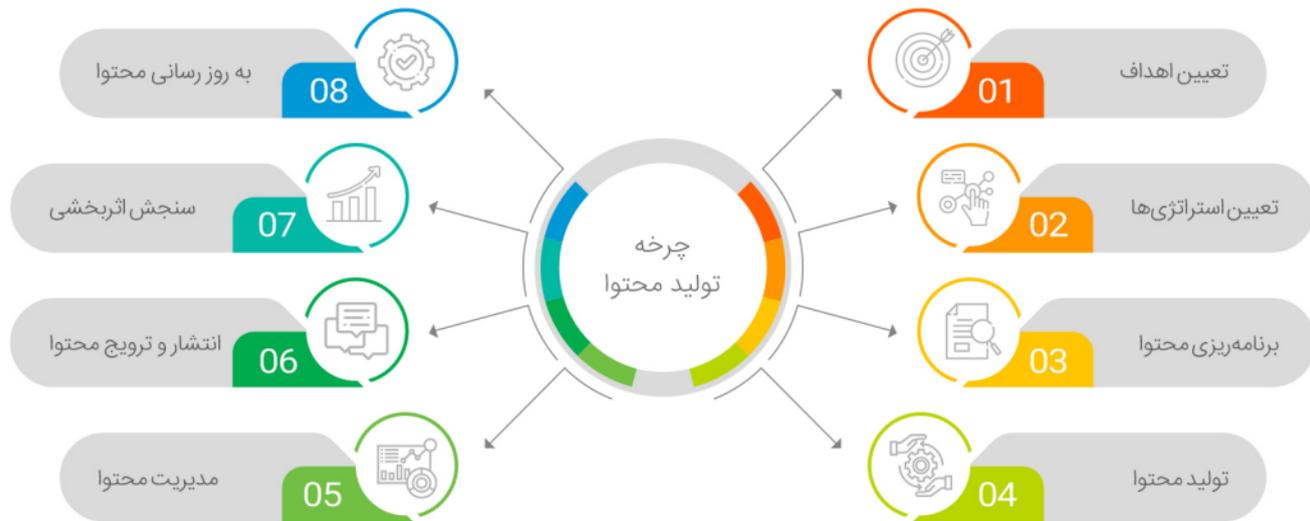 چرخه
تولید محتوا
01
تعیین اهداف
02
تعیین استراتژی‌ها
03
برنامه‌ریزی محتوا
04
تولید محتوا
05
مدیریت محتوا
06
انتشار و ترویج محتوا
07
سنجش اثربخشی
08
به روز رسانی محتوا